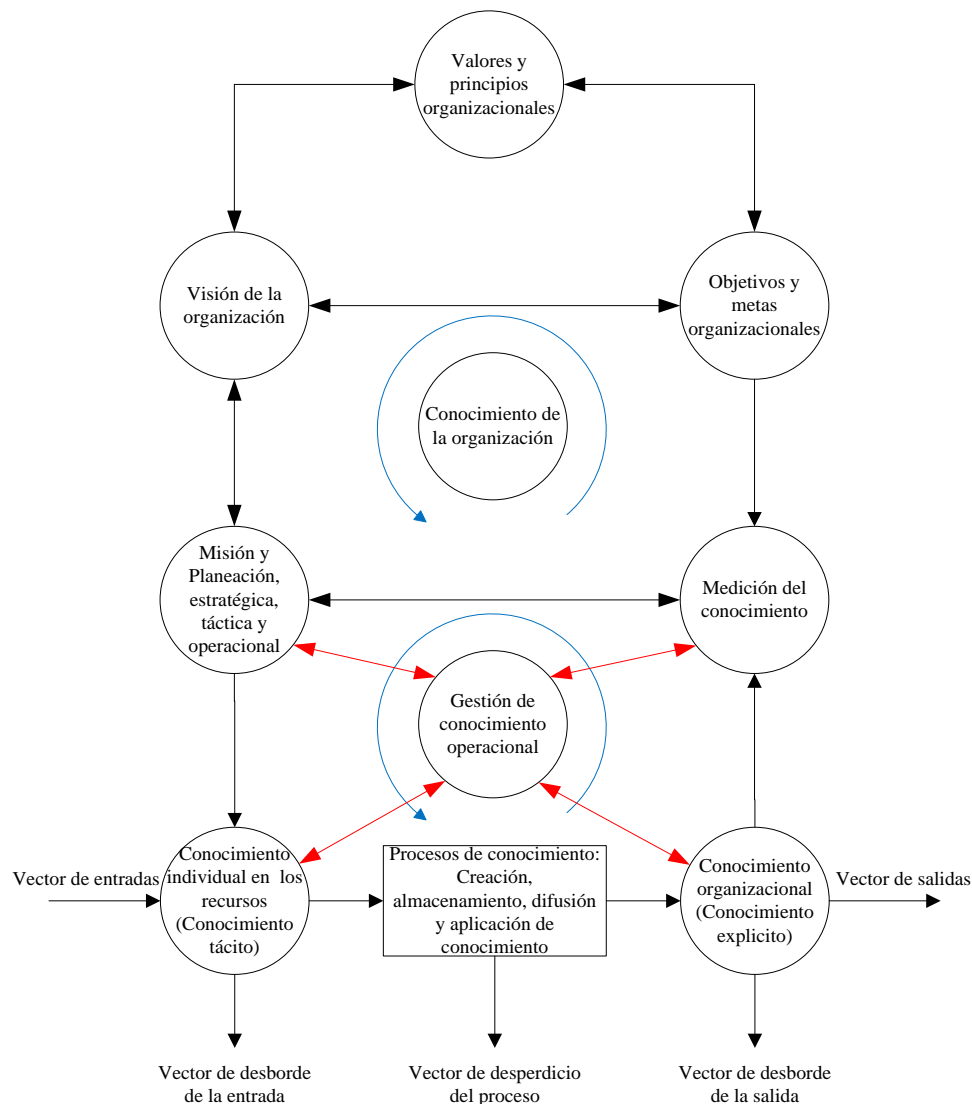 Valores y
principios
organizacionales
Visión de la
organización
Objetivos y
metas
organizacionales
Conocimiento de
la organización
Misión y
Planeación,
estratégica,
táctica y
operacional
Medición del
conocimiento
Gestión de
conocimiento
operacional
Vector de entradas
Conocimiento
individual en los
recursos
(Conocimiento
tácito)
Procesos de conocimiento:
Creación,
almacenamiento, difusión
y aplicación de
conocimiento
Conocimiento
organizacional
(Conocimiento
explicito)
Vector de salidas
Vector de desborde
de la entrada
Vector de desperdicio
del proceso
Vector de desborde
de la salida